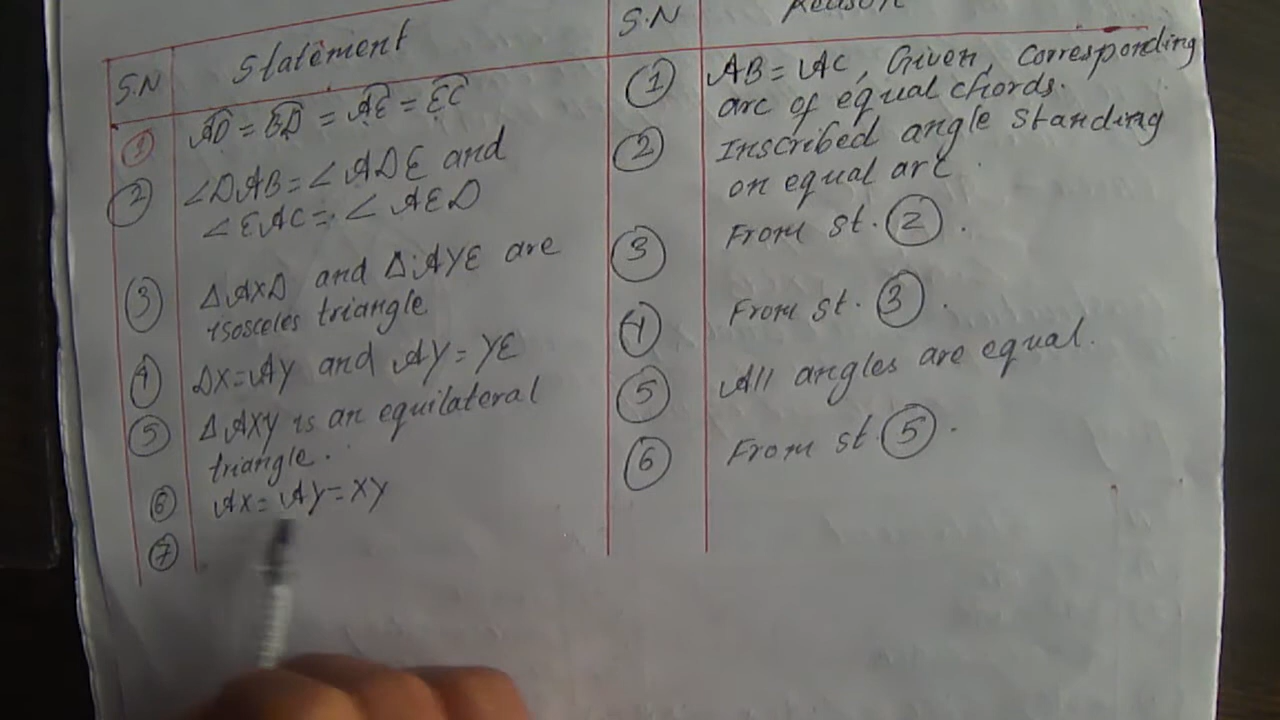 S.N Statement S.N Reason
① AD = BD = AE = EC
② ∠DAB = ∠ADE and
∠EAC = ∠AED
③ ΔAXD and ΔAYE are
isosceles triangle
④ DX = AY and AY = YE
⑤ ΔAXY is an equilateral
triangle.
⑥ AX = AY = XY
⑦
① AB = AC, Given, Corresponding
arc of equal chords.
② Inscribed angle standing
on equal arc.
③ From st. ②.
④ From st. ③.
⑤ All angles are equal.
⑥ From st. ⑤.